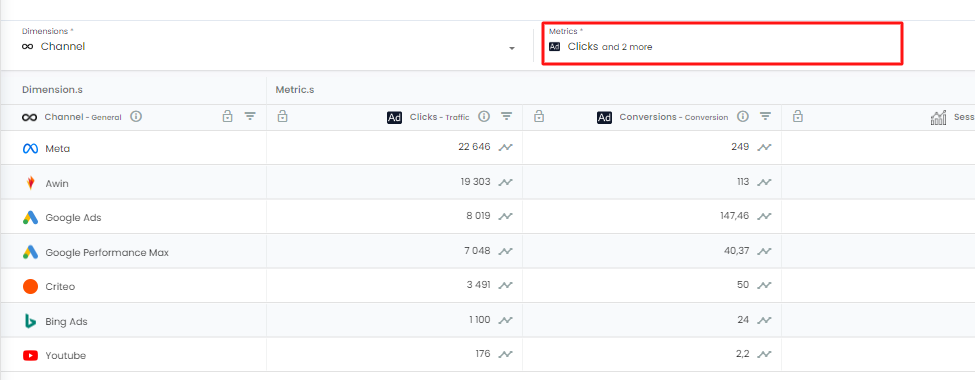 Dimensions *
Channel
Metrics *
Ad Clicks and 2 more
Dimension.s
Metric.s
Channel - General
Ad Clicks - Traffic
Ad Conversions - Conversion
Sess
Meta 22 646 249
Awin 19 303 113
Google Ads 8 019 147,46
Google Performance Max 7 048 40,37
Criteo 3 491 50
Bing Ads 1 100 24
Youtube 176 2,2